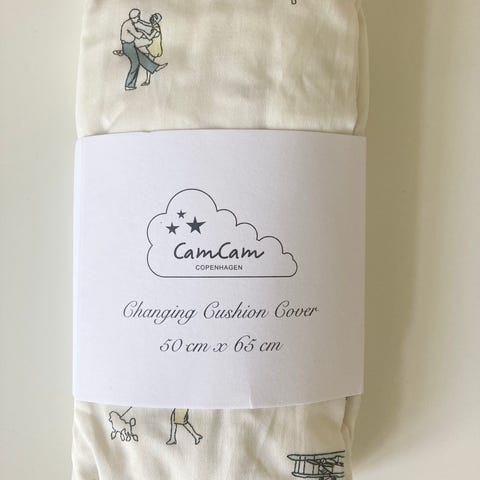 CamCam
COPENHAGEN
Changing Cushion Cover
50 cm x 65 cm